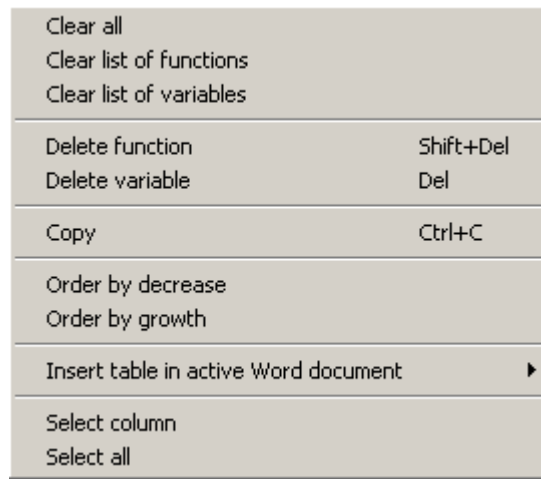 Clear all
Clear list of functions
Clear list of variables
Delete function Shift+Del
Delete variable Del
Copy Ctrl+C
Order by decrease
Order by growth
Insert table in active Word document
Select column
Select all